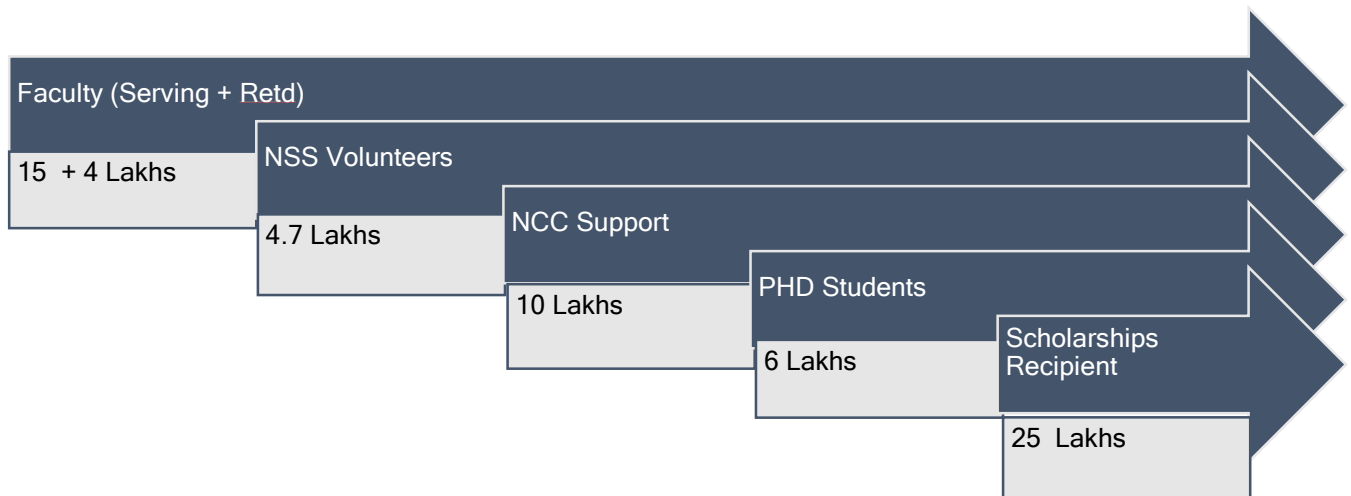 Faculty (Serving + Retd)
15 + 4 Lakhs
NSS Volunteers
4.7 Lakhs
NCC Support
10 Lakhs
PHD Students
6 Lakhs
Scholarships
Recipient
25 Lakhs